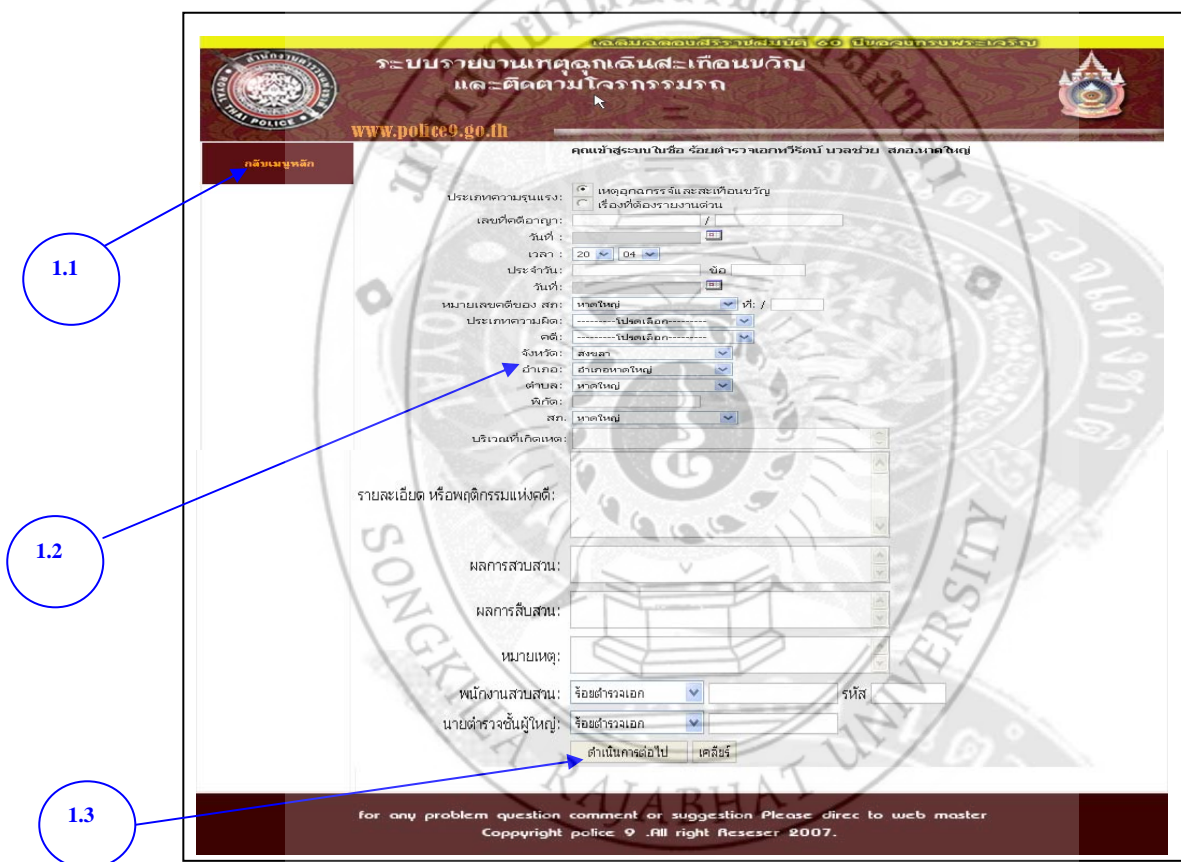 เฉลิมฉลองสิริราชสมบัติ ๖๐ ปีของในทรงพระเจริญ
ระบบรายงานเหตุฉุกเฉินสะเทือนขวัญ
และติดตามโจรกรรมรถ
ROYAL THAI POLICE
www.police9.go.th
กลับเมนูหลัก
คุณเข้าสู่ระบบในชื่อ ร้อยตำรวจเอกทวีรัตน์ นวลช่วย สภอ.หาดใหญ่
ประเภทความรุนแรง:
เหตุอุกฉกรรจ์และสะเทือนขวัญ
เรื่องที่ต้องรายงานด่วน
เลขที่คดีอาญา: /
วันที่ :
เวลา : 20 04
ประจำวัน: ข้อ
วันที่:
หมายเลขคดีของ สภ: หาดใหญ่ ที่: /
ประเภทความผิด: ---------โปรดเลือก---------
คดี: ---------โปรดเลือก---------
จังหวัด: สงขลา
อำเภอ: อำเภอหาดใหญ่
ตำบล: หาดใหญ่
พิกัด:
สภ. หาดใหญ่
บริเวณที่เกิดเหตุ:
รายละเอียด หรือพฤติกรรมแห่งคดี:
ผลการสวบสวน:
ผลการสืบสวน:
หมายเหตุ:
พนักงานสวบสวน: ร้อยตำรวจเอก รหัส
นายตำรวจชั้นผู้ใหญ่: ร้อยตำรวจเอก
ดำเนินการต่อไป เคลียร์
for any problem question comment or suggestion Please direc to web master
Coppyright police 9 .All right Reseser 2007.
1.1
1.2
1.3
SONGKHLA RAJABHAT UNIVERSITY